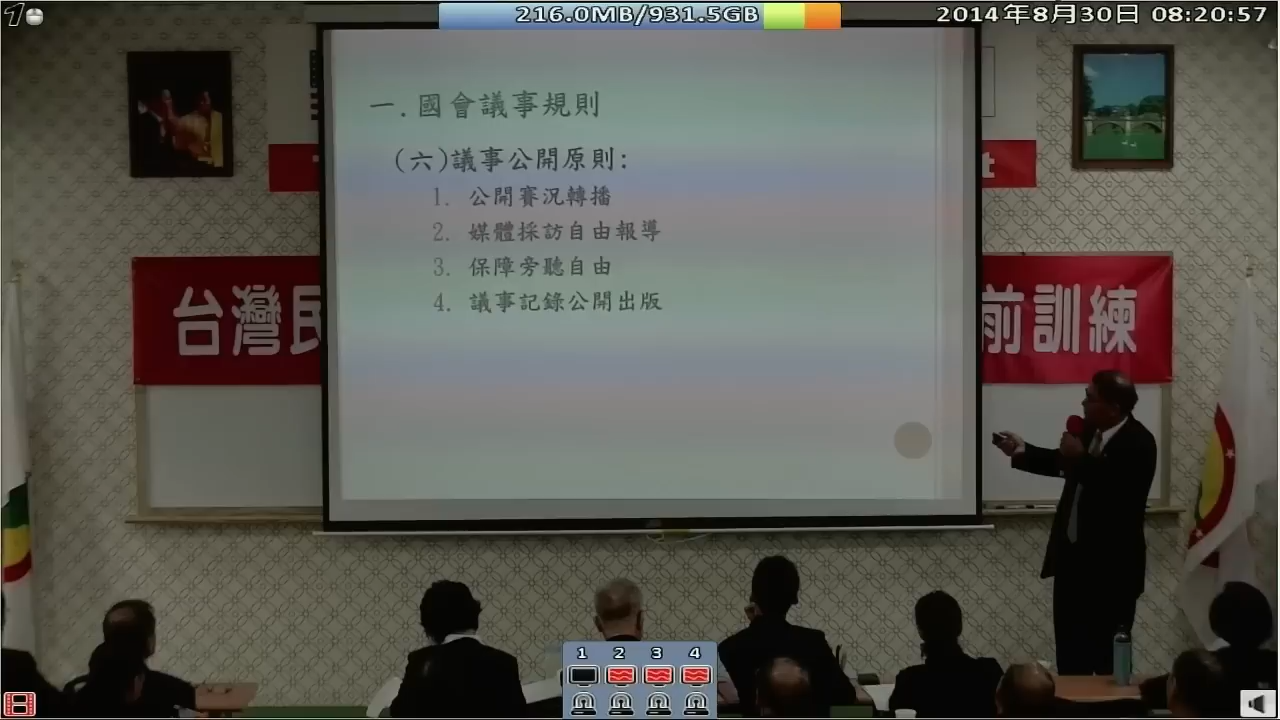 1
216.0MB/931.5GB
2014年8月30日 08:20:57
一.國會議事規則
(六)議事公開原則:
1. 公開賽況轉播
2. 媒體採訪自由報導
3. 保障旁聽自由
4. 議事記錄公開出版
t
台灣民
前訓練
1 2 3 4